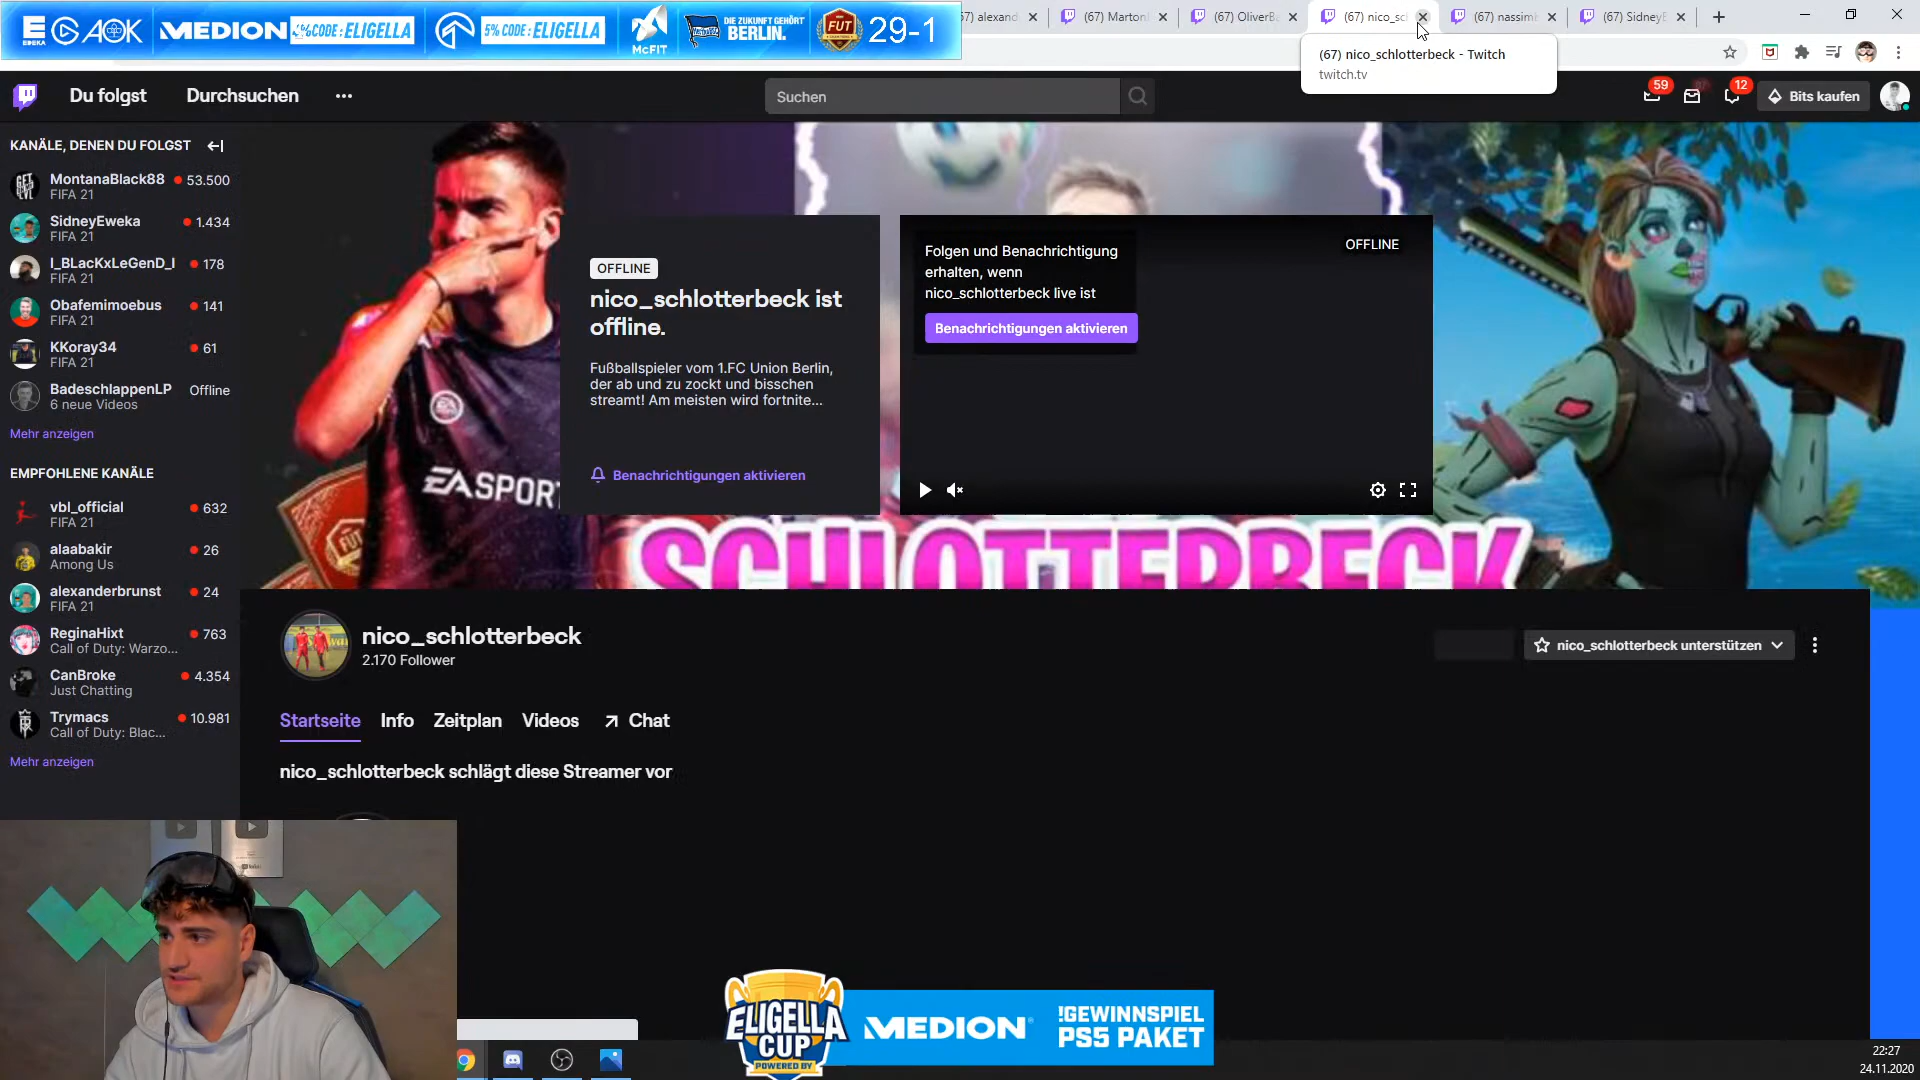 AOK
MEDION
%CODE:ELIGELLA
5% CODE:ELIGELLA
McFIT
DIE ZUKUNFT GEHÖRT
BERLIN.
FUT
29-1
(67) Marton
(67) OliverBa
(67) nico_sc
(67) nassim
(67) SidneyE
(67) nico_schlotterbeck - Twitch
twitch.tv
Du folgst
Durchsuchen
Suchen
59
12
Bits kaufen
KANÄLE, DENEN DU FOLGST
MontanaBlack88
53.500
FIFA 21
SidneyEweka
1.434
FIFA 21
I_BLacKxLeGenD_I
178
FIFA 21
Obafemimoebus
141
FIFA 21
KKoray34
61
FIFA 21
BadeschlappenLP
Offline
6 neue Videos
Mehr anzeigen
EMPFOHLENE KANÄLE
vbl_official
632
FIFA 21
alaabakir
26
Among Us
alexanderbrunst
24
FIFA 21
ReginaHixt
763
Call of Duty: Warzo...
CanBroke
4.354
Just Chatting
Trymacs
10.981
Call of Duty: Blac...
Mehr anzeigen
OFFLINE
nico_schlotterbeck ist
offline.
Fußballspieler vom 1.FC Union Berlin,
der ab und zu zockt und bisschen
streamt! Am meisten wird fortnite...
Benachrichtigungen aktivieren
Folgen und Benachrichtigung
erhalten, wenn
nico_schlotterbeck live ist
Benachrichtigungen aktivieren
OFFLINE
EA SPORT
SCHLOTTERBECK
nico_schlotterbeck
2.170 Follower
nico_schlotterbeck unterstützen
Startseite
Info
Zeitplan
Videos
Chat
nico_schlotterbeck schlägt diese Streamer vor
ELIGELLA
CUP
POWERED BY
MEDION
!GEWINNSPIEL
PS5 PAKET
22:27
24.11.2020